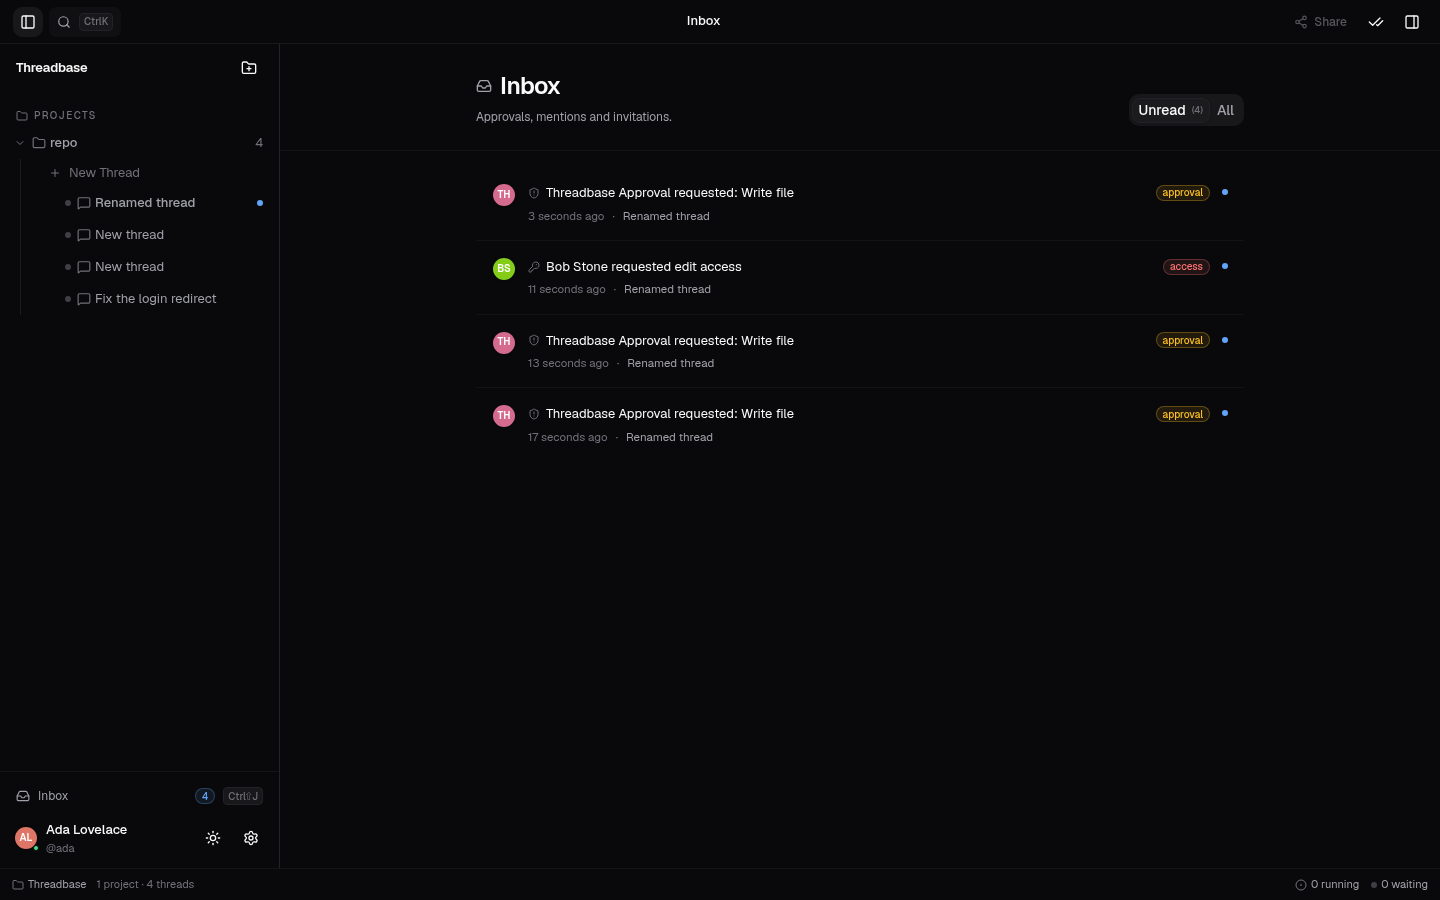 CtrlK
Inbox
Share
Threadbase
PROJECTS
repo 4
New Thread
Renamed thread
New thread
New thread
Fix the login redirect
Inbox
Approvals, mentions and invitations.
Unread (4) All
TH Threadbase Approval requested: Write file approval
3 seconds ago · Renamed thread
BS Bob Stone requested edit access access
11 seconds ago · Renamed thread
TH Threadbase Approval requested: Write file approval
13 seconds ago · Renamed thread
TH Threadbase Approval requested: Write file approval
17 seconds ago · Renamed thread
Inbox 4 Ctrl⇧J
AL Ada Lovelace
@ada
Threadbase 1 project · 4 threads
0 running 0 waiting